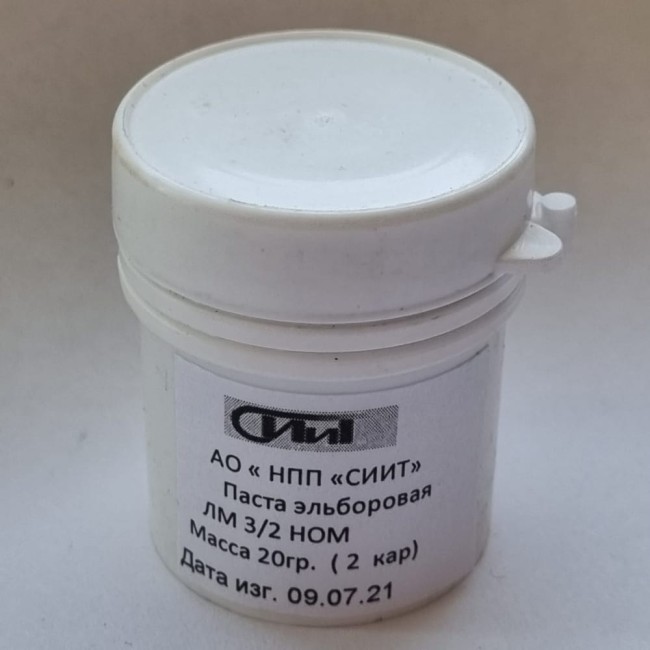 СИИТ
АО « НПП «СИИТ»
Паста эльборовая
ЛМ 3/2 НОМ
Масса 20гр. ( 2 кар)
Дата изг. 09.07.21